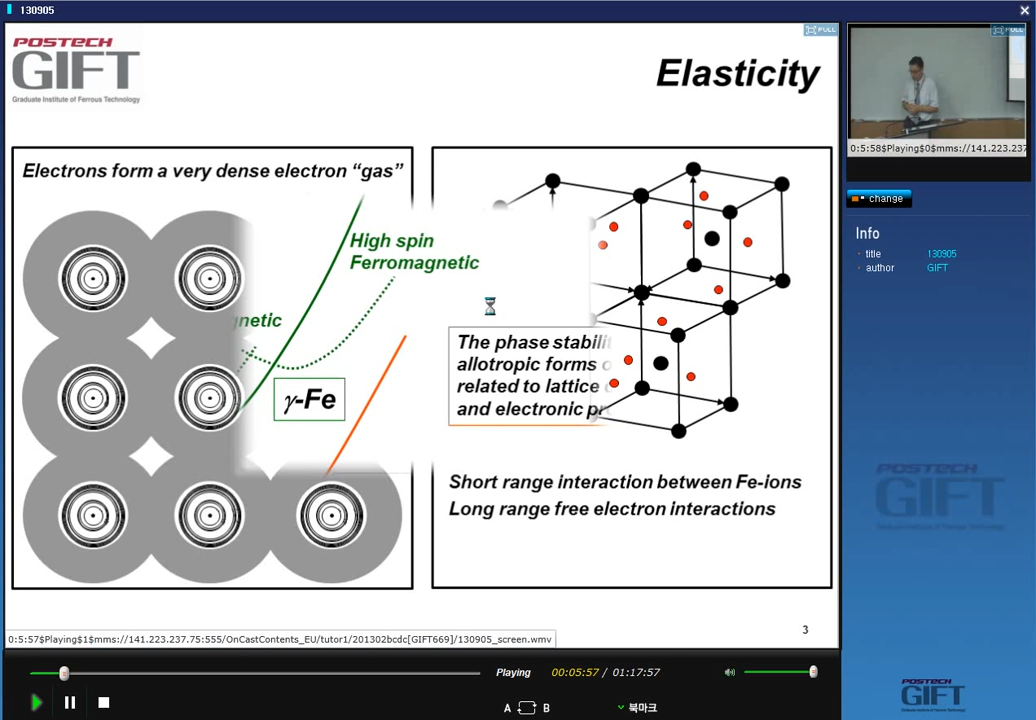 130905
POSTECH
GIFT
Graduate Institute of Ferrous Technology
FULL
Elasticity
Electrons form a very dense electron “gas”
High spin
Ferromagnetic
γ-Fe
The phase
allotropic forms
related to lattice
and electronic
Short range interaction between Fe-ions
Long range free electron interactions
3
0:5:57$Playing$1$mms://141.223.237.75:555/OnCastContents_EU/tutor1/201302bcdc[GIFT669]/130905_screen.wmv
Playing
00:05:57 / 01:17:57
A B
북마크
FULL
0:5:58$Playing$0$mms://141.223.237
change
Info
title 130905
author GIFT
POSTECH
GIFT
POSTECH
GIFT